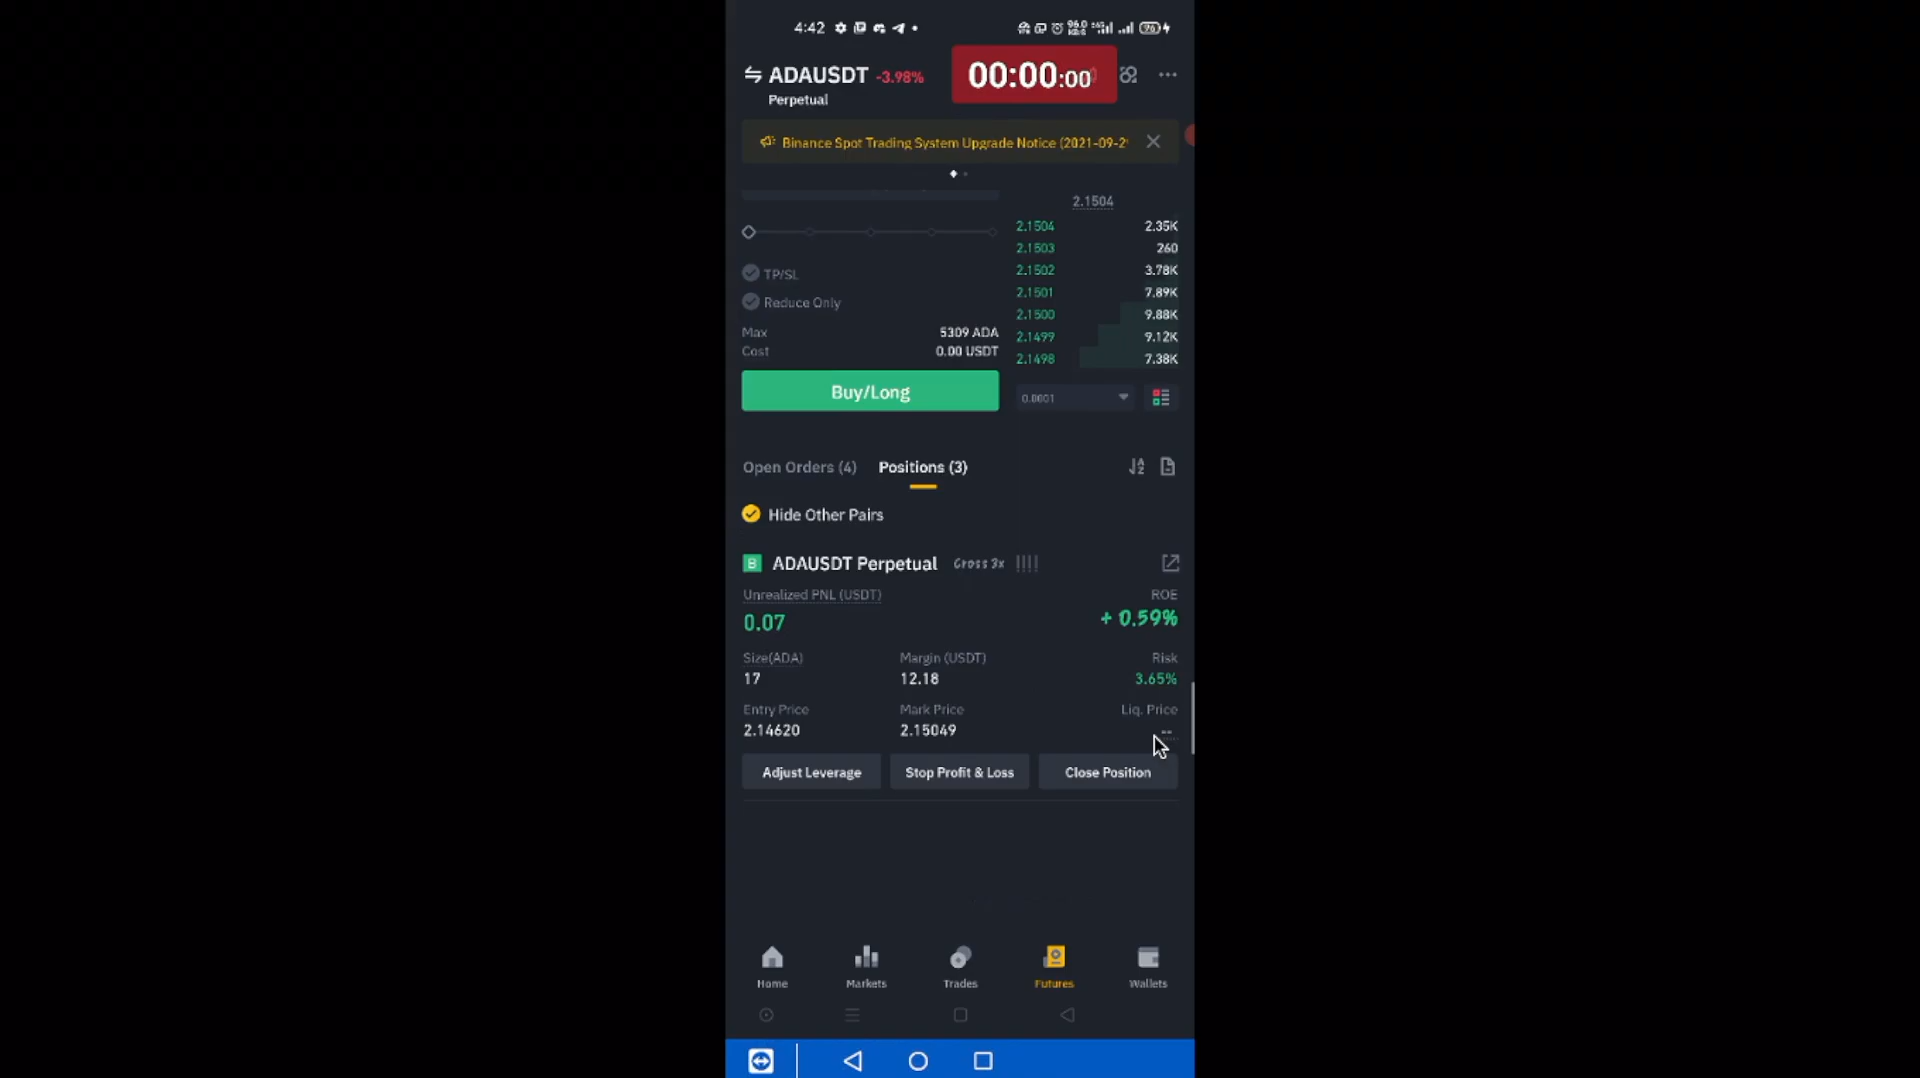 4:42
96.0
96
ADAUSDT -3.98%
00:00:00
Perpetual
Binance Spot Trading System Upgrade Notice (2021-09-2
2.1504
2.1504 2.35K
2.1503 260
TP/SL
2.1502 3.78K
2.1501 7.89K
Reduce Only
2.1500 9.88K
Max 5309 ADA
2.1499 9.12K
Cost 0.00 USDT
2.1498 7.38K
Buy/Long
0.0001
Open Orders (4) Positions (3)
Hide Other Pairs
B ADAUSDT Perpetual Cross 3x
Unrealized PNL (USDT) ROE
0.07 + 0.59%
Size(ADA) Margin (USDT) Risk
17 12.18 3.65%
Entry Price Mark Price Liq. Price
2.14620 2.15049 --
Adjust Leverage Stop Profit & Loss Close Position
Home Markets Trades Futures Wallets